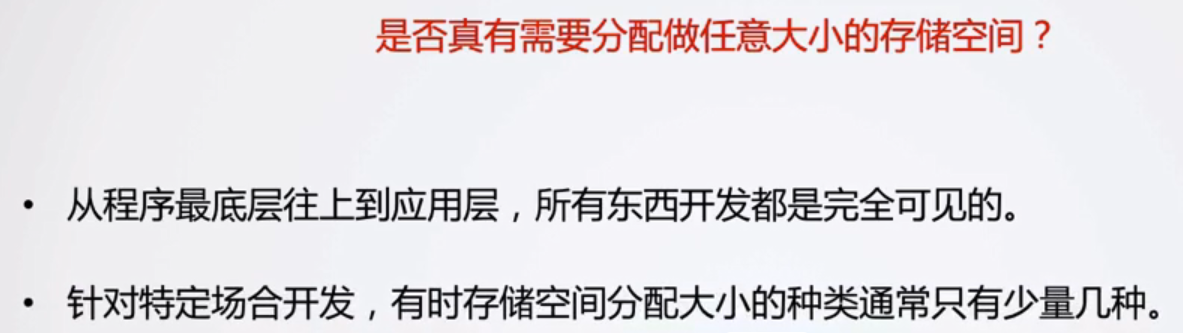 是否真有需要分配做任意大小的存储空间？
• 从程序最底层往上到应用层，所有东西开发都是完全可见的。
• 针对特定场合开发，有时存储空间分配大小的种类通常只有少量几种。